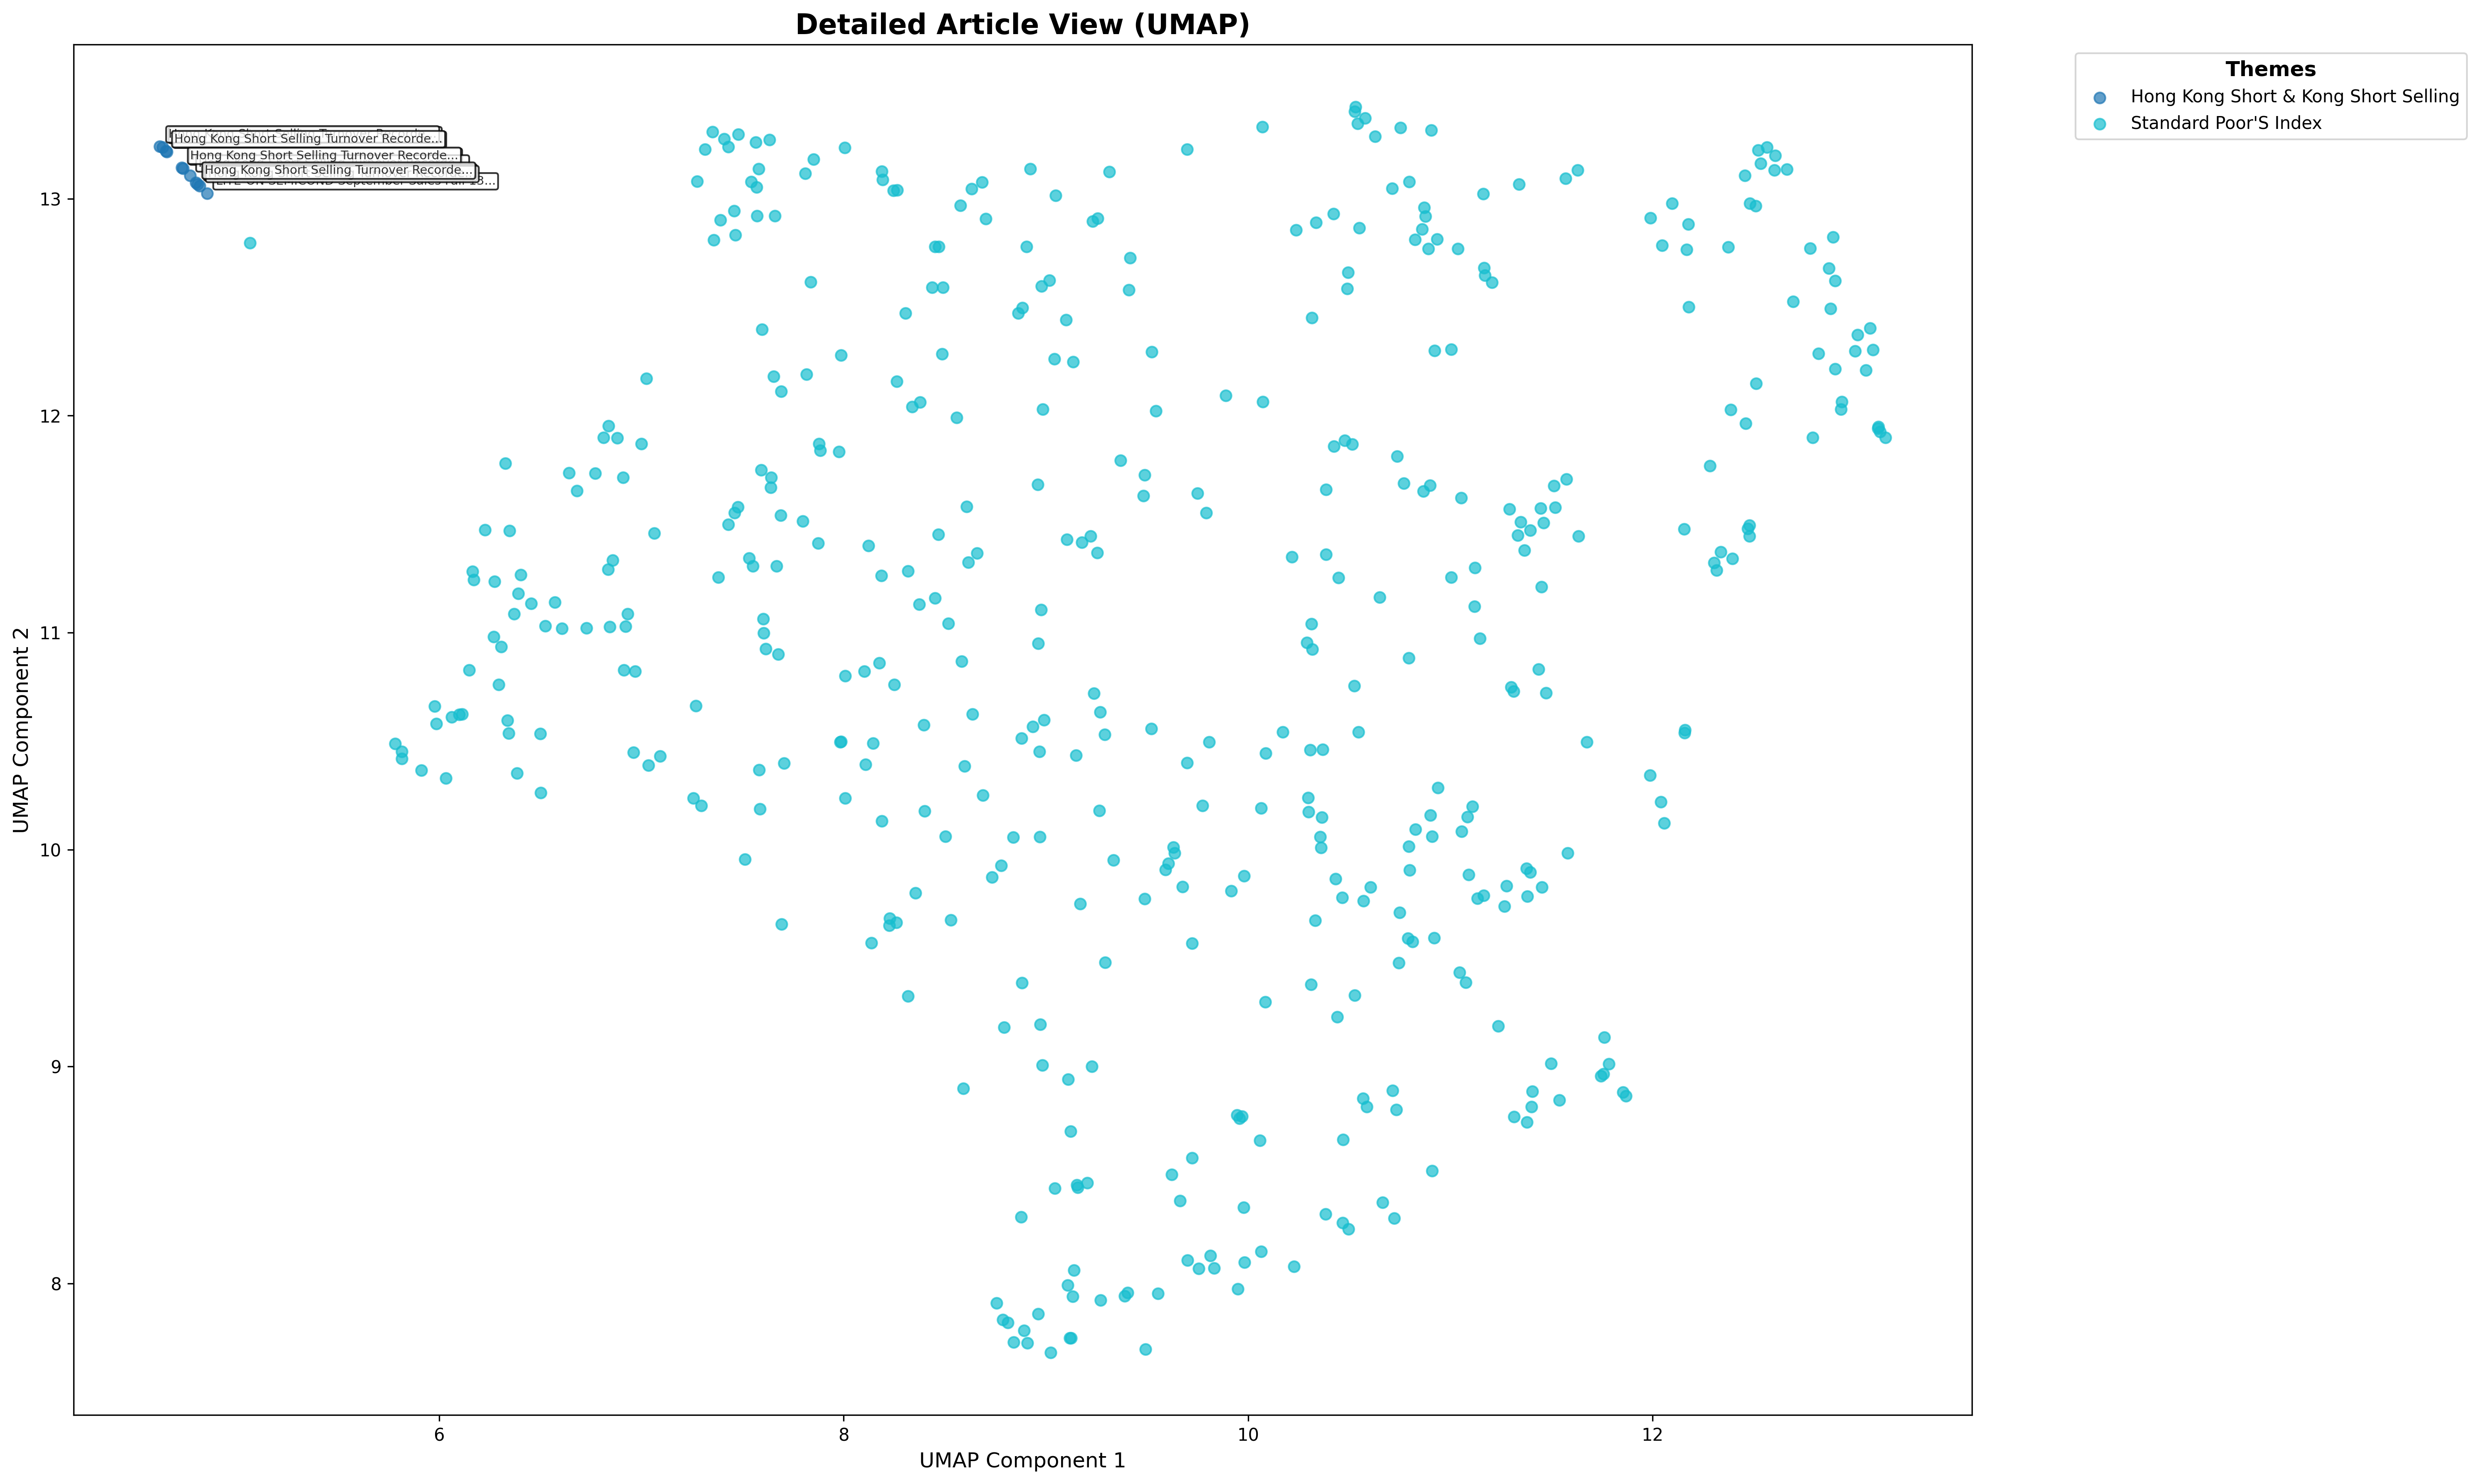 Detailed Article View (UMAP)
Themes
Hong Kong Short & Kong Short Selling
Standard Poor'S Index
Hong Kong Short Selling Turnover Recorde...
Hong Kong Short Selling Turnover Recorde...
Hong Kong Short Selling Turnover Recorde...
13
12
11
10
9
8
UMAP Component 2
6
8
10
12
UMAP Component 1